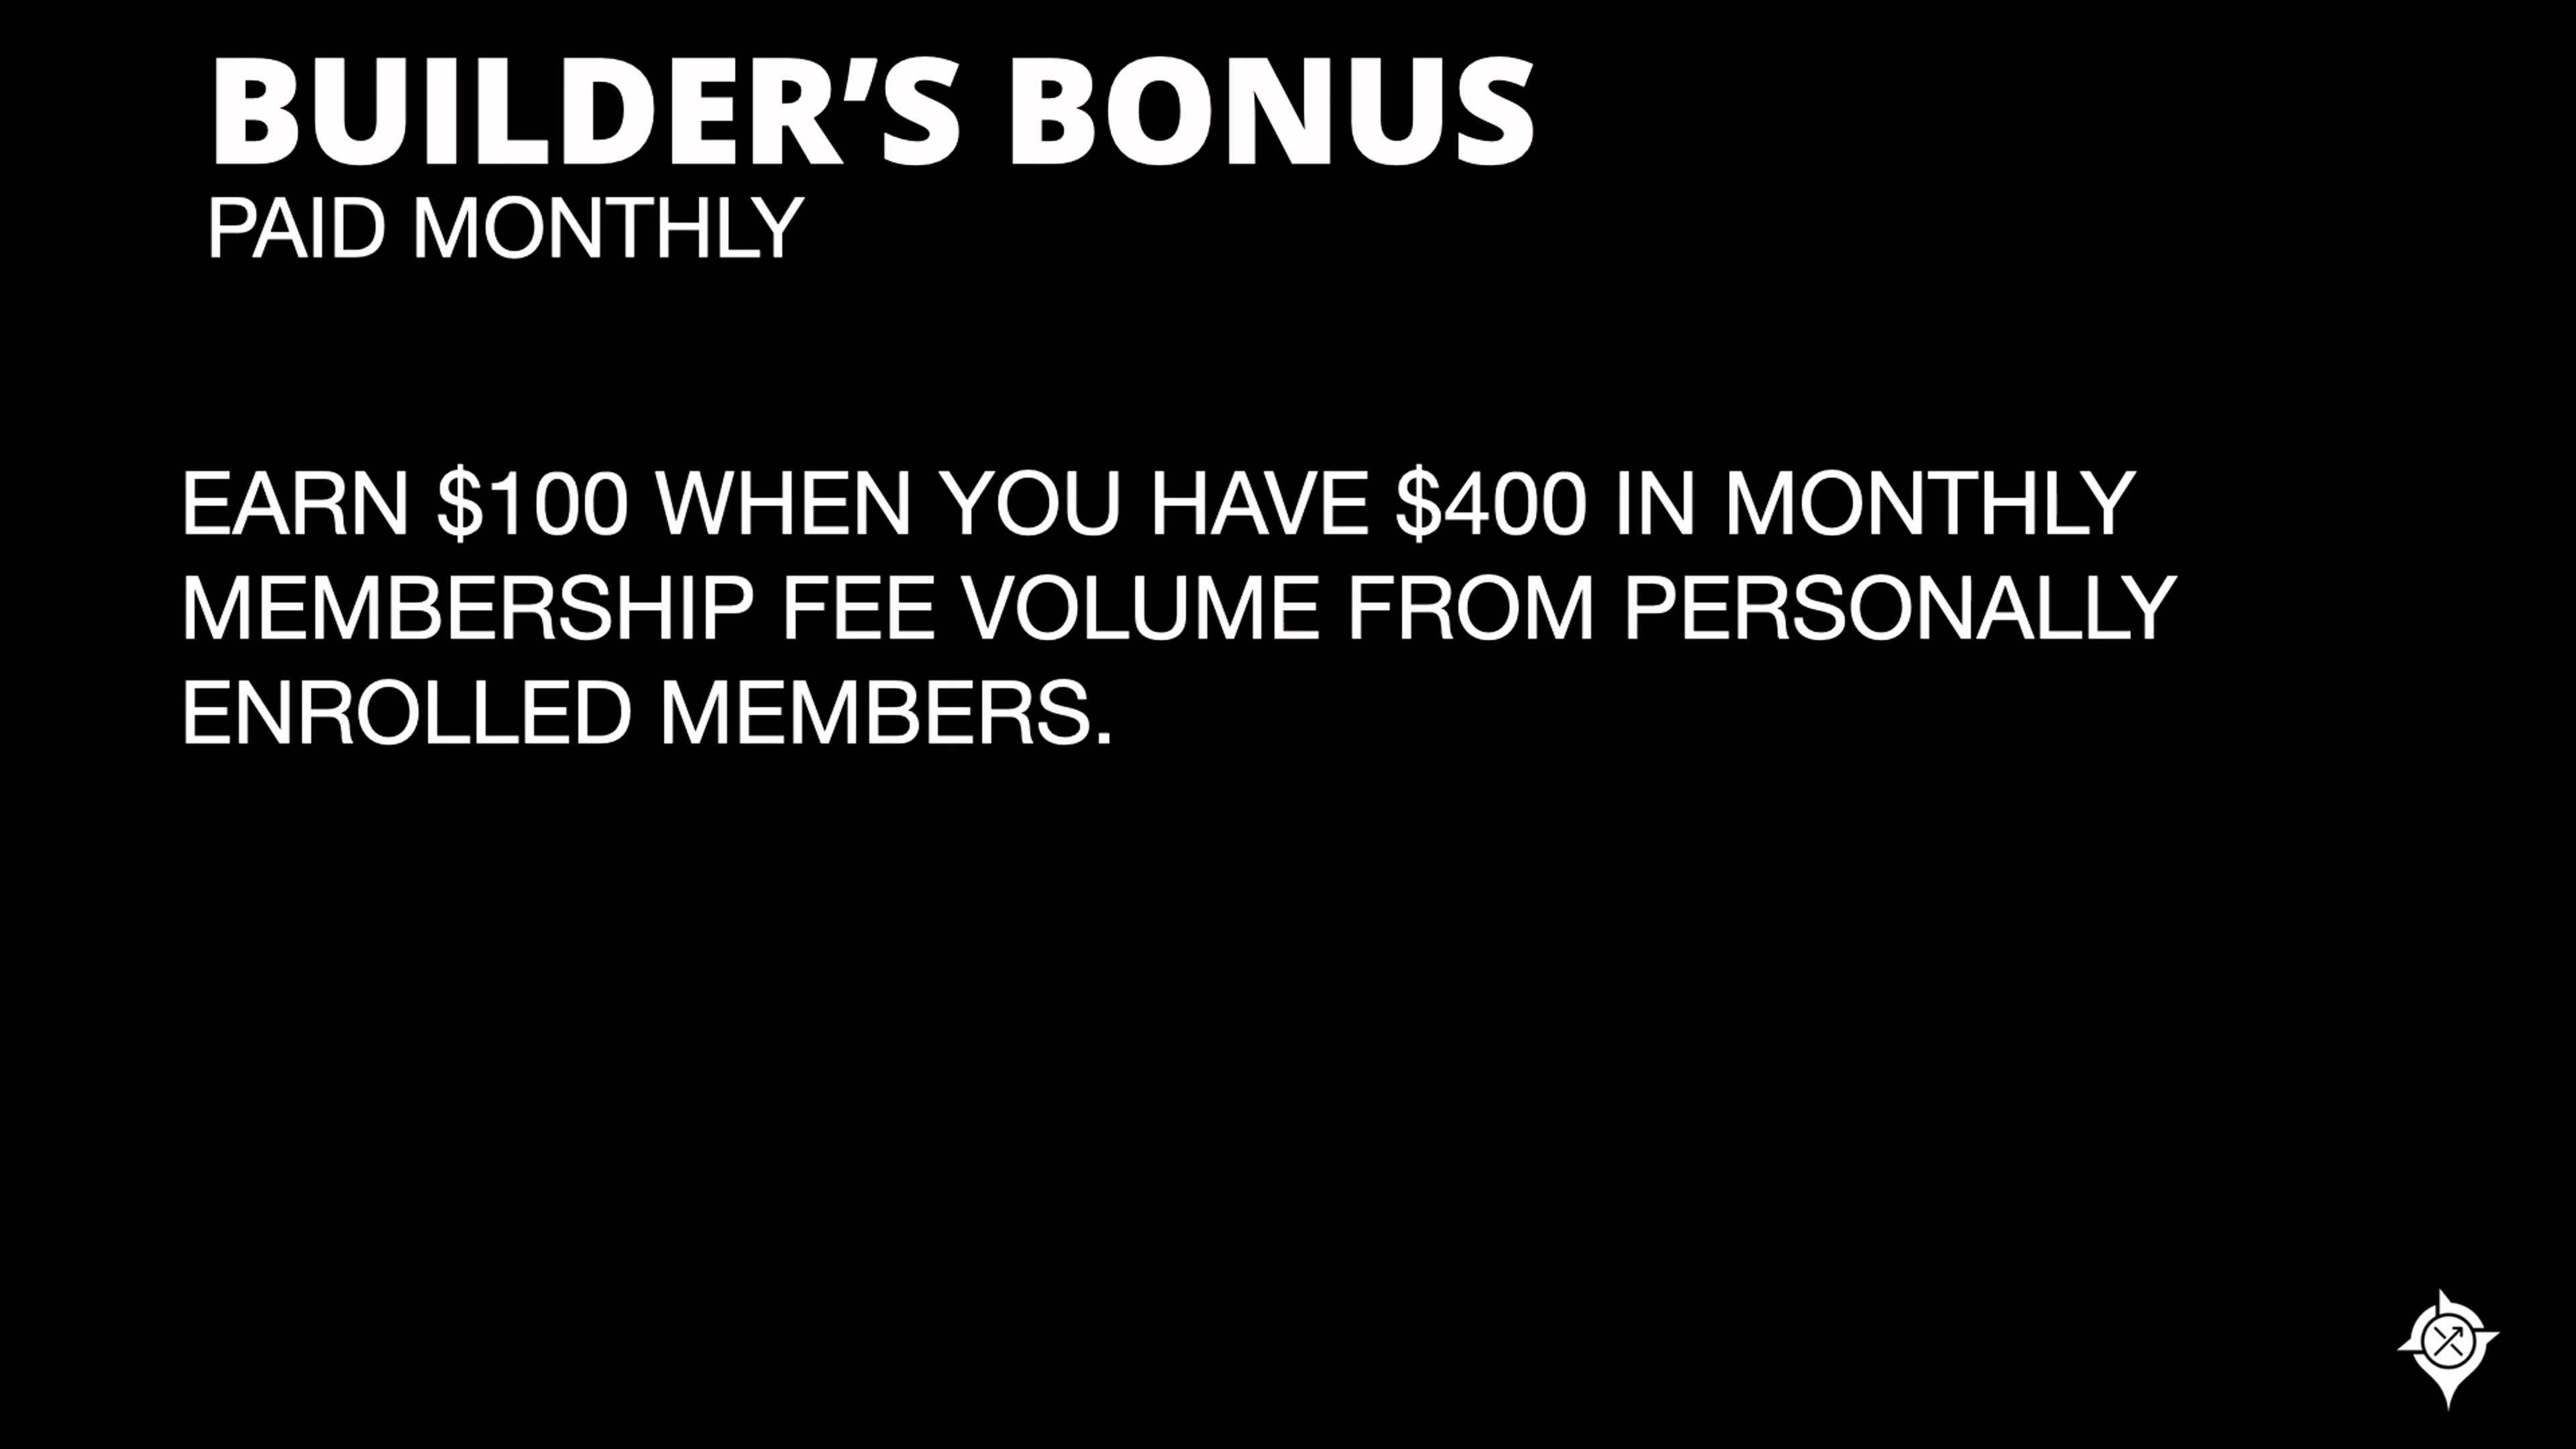 BUILDER’S BONUS
PAID MONTHLY
EARN $100 WHEN YOU HAVE $400 IN MONTHLY
MEMBERSHIP FEE VOLUME FROM PERSONALLY
ENROLLED MEMBERS.